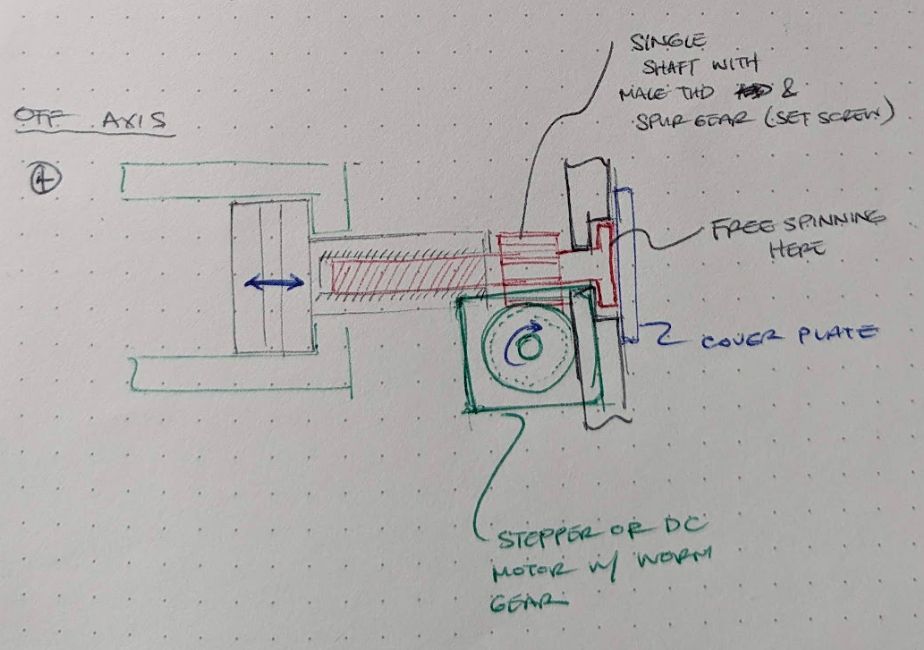 OFF AXIS
4
SINGLE
SHAFT WITH
MALE THD &
SPUR GEAR (SET SCREW)
FREE SPINNING
HERE
COVER PLATE
STEPPER OR DC
MOTOR W/ WORM
GEAR